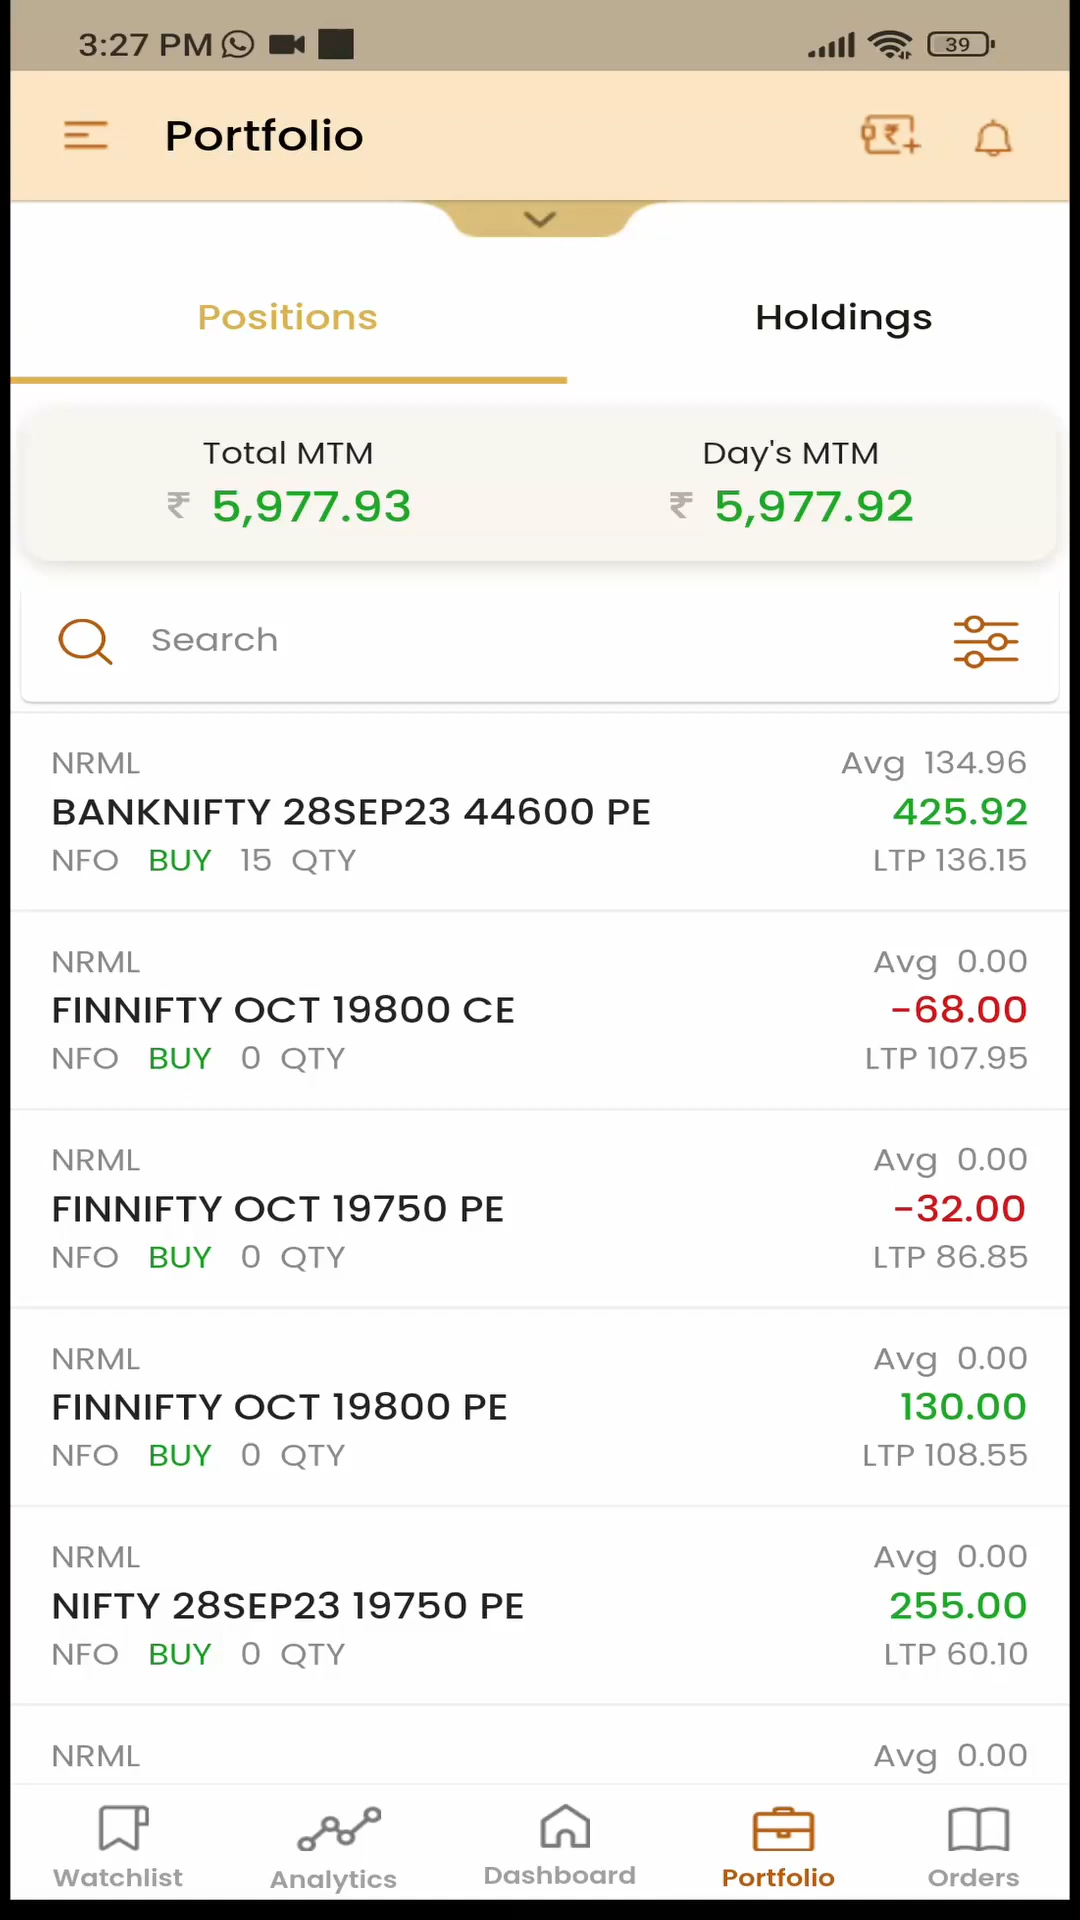 3:27 PM 39
Portfolio
Positions Holdings
Total MTM Day's MTM
₹ 5,977.93 ₹ 5,977.92
Search
NRML Avg 134.96
BANKNIFTY 28SEP23 44600 PE 425.92
NFO BUY 15 QTY LTP 136.15
NRML Avg 0.00
FINNIFTY OCT 19800 CE -68.00
NFO BUY 0 QTY LTP 107.95
NRML Avg 0.00
FINNIFTY OCT 19750 PE -32.00
NFO BUY 0 QTY LTP 86.85
NRML Avg 0.00
FINNIFTY OCT 19800 PE 130.00
NFO BUY 0 QTY LTP 108.55
NRML Avg 0.00
NIFTY 28SEP23 19750 PE 255.00
NFO BUY 0 QTY LTP 60.10
NRML Avg 0.00
Watchlist Analytics Dashboard Portfolio Orders